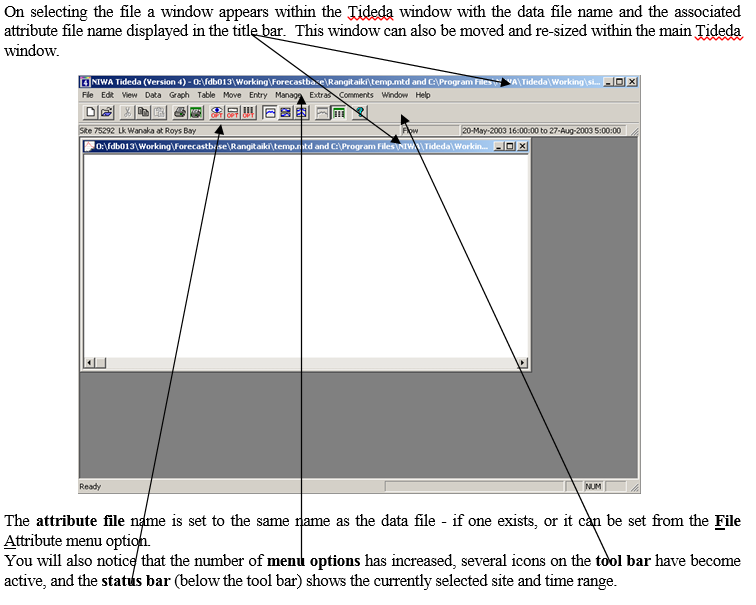 On selecting the file a window appears within the Tideda window with the data file name and the associated
attribute file name displayed in the title bar. This window can also be moved and re-sized within the main Tideda
window.
NIWA Tideda (Version 4) - O:\fdb013\Working\Forecastbase\Rangitaiki\temp.mtd and C:\Program Files\NIWA\Tideda\Working\si...
File Edit View Data Graph Table Move Entry Manage Extras Comments Window Help
OPT OPT OPT
Site 75292 Lk Wanaka at Roys Bay Flow 20-May-2003 16:00:00 to 27-Aug-2003 5:00:00
O:\fdb013\Working\Forecastbase\Rangitaiki\temp.mtd and C:\Program Files\NIWA\Tideda\Workin...
Ready NUM
The attribute file name is set to the same name as the data file - if one exists, or it can be set from the File
Attribute menu option.
You will also notice that the number of menu options has increased, several icons on the tool bar have become
active, and the status bar (below the tool bar) shows the currently selected site and time range.